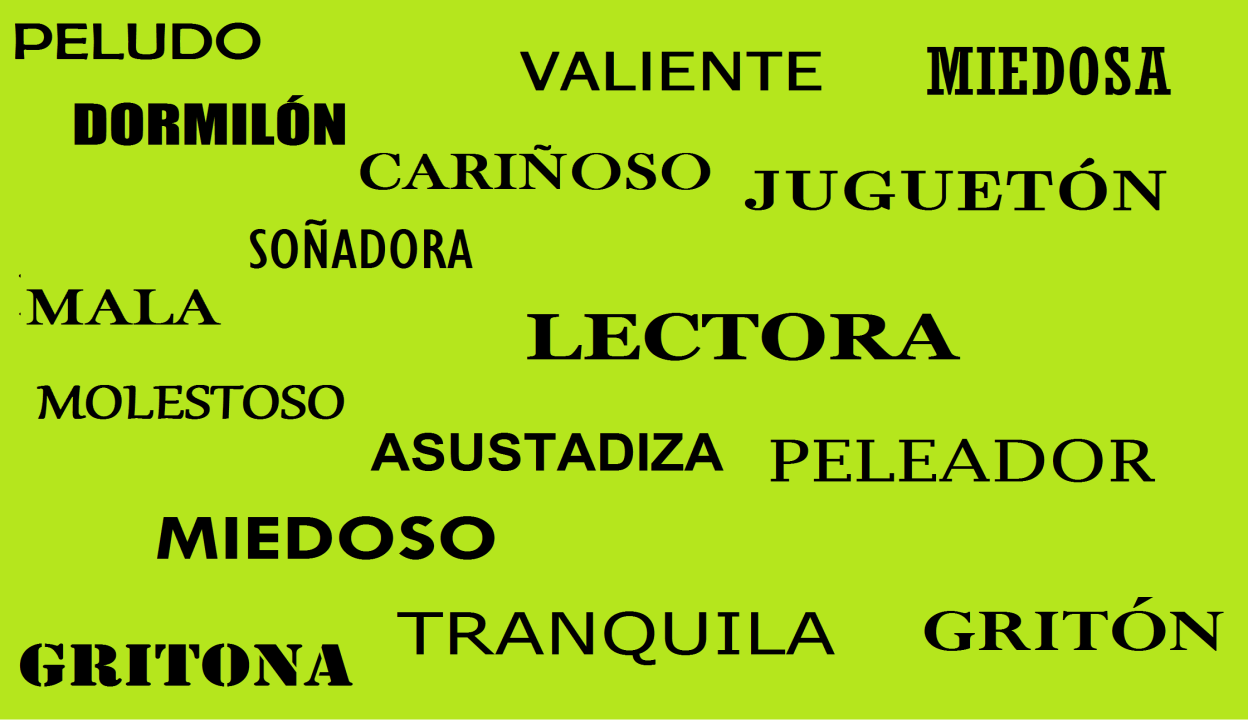 PELUDO
VALIENTE
MIEDOSA
DORMILÓN
CARIÑOSO
JUGUETÓN
SOÑADORA
MALA
LECTORA
MOLESTOSO
ASUSTADIZA
PELEADOR
MIEDOSO
TRANQUILA
GRITÓN
GRITONA